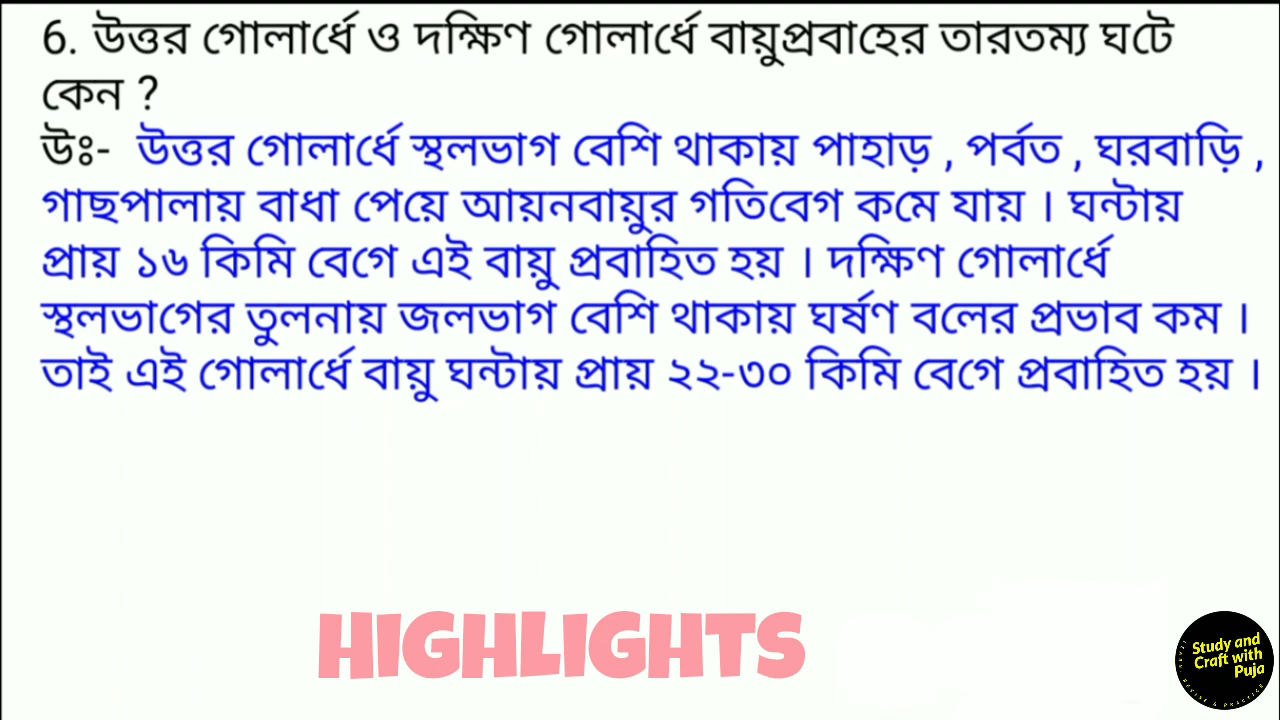 6. উত্তর গোলার্ধে ও দক্ষিণ গোলার্ধে বায়ুপ্রবাহের তারতম্য ঘটে
কেন ?
উঃ- উত্তর গোলার্ধে স্থলভাগ বেশি থাকায় পাহাড় , পর্বত , ঘরবাড়ি ,
গাছপালায় বাধা পেয়ে আয়নবায়ুর গতিবেগ কমে যায় । ঘন্টায়
প্রায় ১৬ কিমি বেগে এই বায়ু প্রবাহিত হয় । দক্ষিণ গোলার্ধে
স্থলভাগের তুলনায় জলভাগ বেশি থাকায় ঘর্ষণ বলের প্রভাব কম ।
তাই এই গোলার্ধে বায়ু ঘন্টায় প্রায় ২২-৩০ কিমি বেগে প্রবাহিত হয় ।
HIGHLIGHTS
Study and
Craft with
Puja